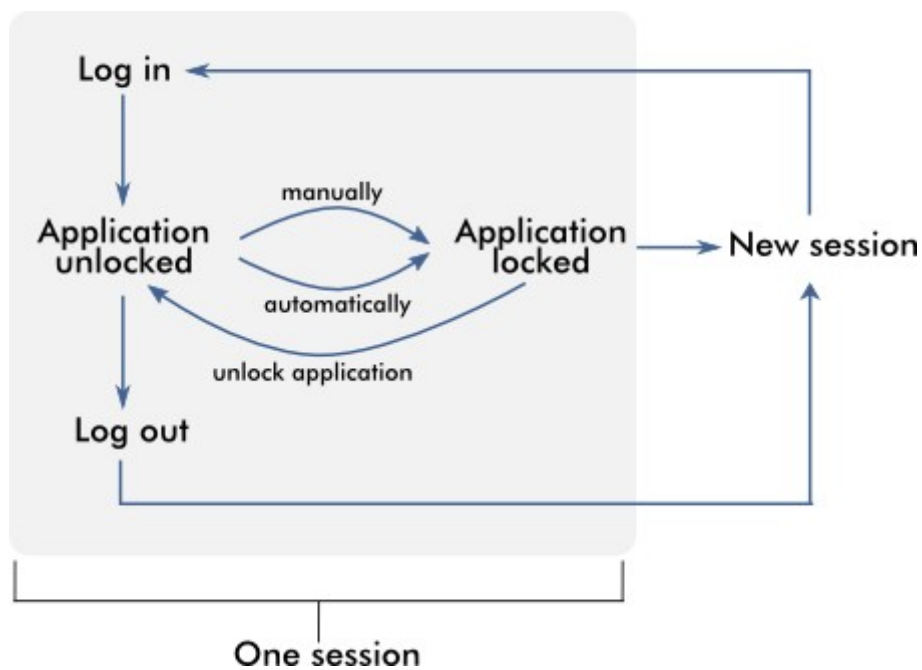 Log in
manually
Application
unlocked
Application
locked
New session
automatically
unlock application
Log out
One session